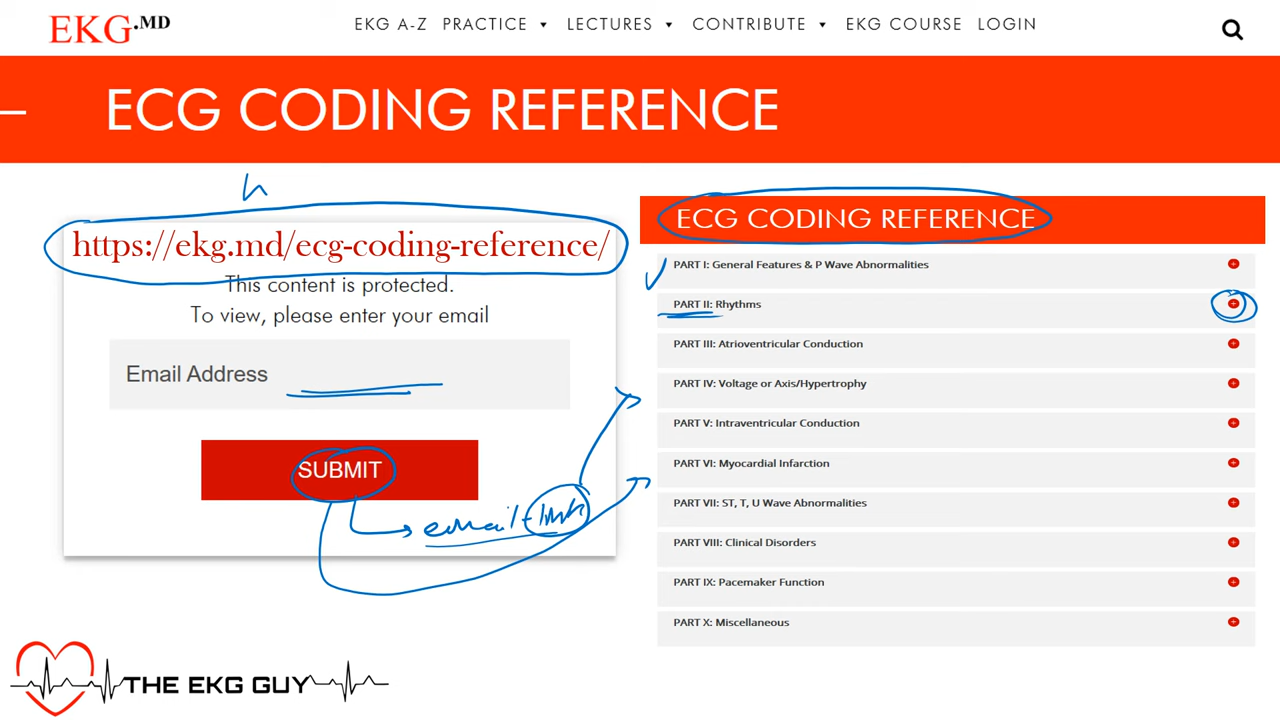 EKG.MD
EKG A-Z PRACTICE LECTURES CONTRIBUTE EKG COURSE LOGIN
ECG CODING REFERENCE
h
https://ekg.md/ecg-coding-reference/
This content is protected.
To view, please enter your email
Email Address
SUBMIT
email + link
ECG CODING REFERENCE
PART I: General Features & P Wave Abnormalities
PART II: Rhythms
PART III: Atrioventricular Conduction
PART IV: Voltage or Axis/Hypertrophy
PART V: Intraventricular Conduction
PART VI: Myocardial Infarction
PART VII: ST, T, U Wave Abnormalities
PART VIII: Clinical Disorders
PART IX: Pacemaker Function
PART X: Miscellaneous
THE EKG GUY